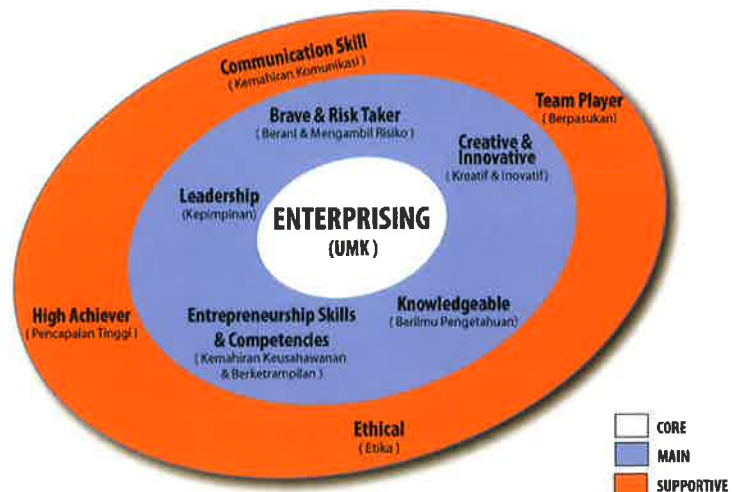 Communication Skill
( Kemahiran Komunikasi )
Team Player
( Berpasukan)
Brave & Risk Taker
( Berani & Mengambil Risiko )
Creative &
Innovative
( Kreatif & Inovatif)
Leadership
(Kepimpinan)
ENTERPRISING
(UMK )
High Achiever
( Pencapaian Tinggi )
Entrepreneurship Skills
& Competencies
( Kemahiran Keusahawanan
& Berketrampilan )
Knowledgeable
( Berilmu Pengetahuan)
Ethical
( Etika )
CORE
MAIN
SUPPORTIVE